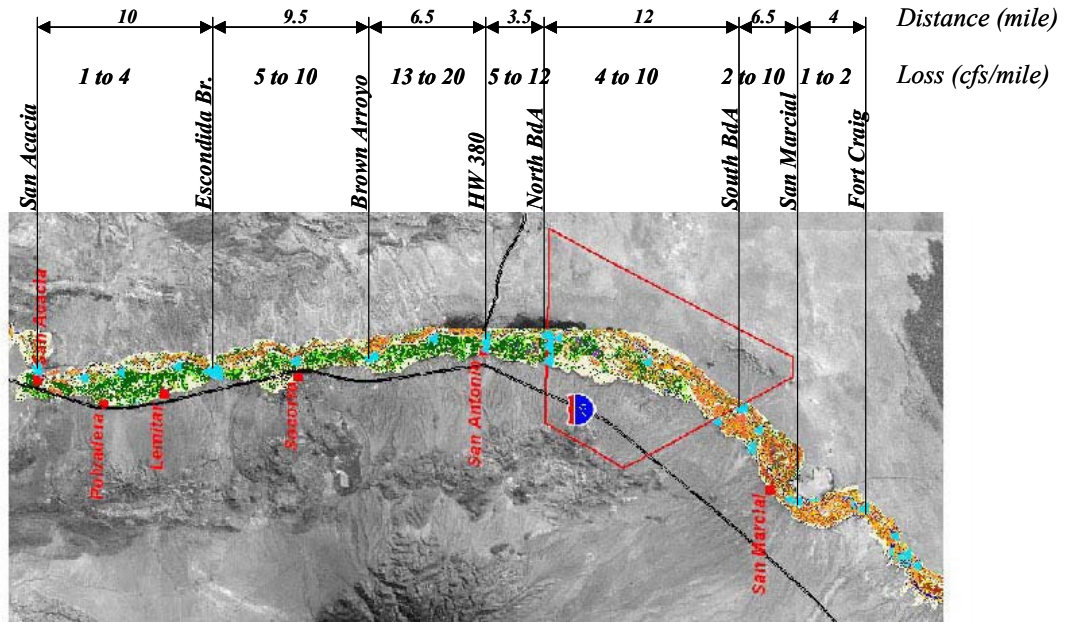 10 9.5 6.5 3.5 12 6.5 4 Distance (mile)
1 to 4 5 to 10 13 to 20 5 to 12 4 to 10 2 to 10 1 to 2 Loss (cfs/mile)
San Acacia
Escondida Br.
Brown Arroyo
HW 380
North BdA
South BdA
San Marcial
Fort Craig
San Acacia
Polvadera
Lemitar
Socorro
San Antonio
San Marcial